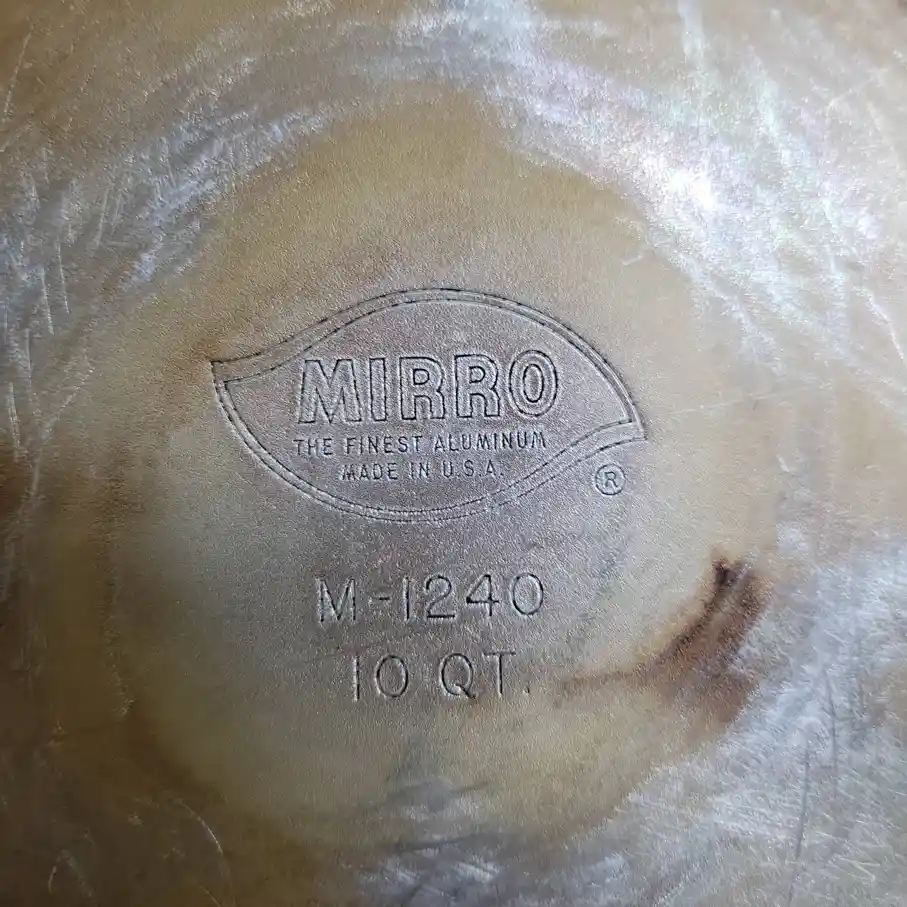 MIRRO
THE FINEST ALUMINUM
MADE IN U.S.A.
®
M-1240
10 QT.